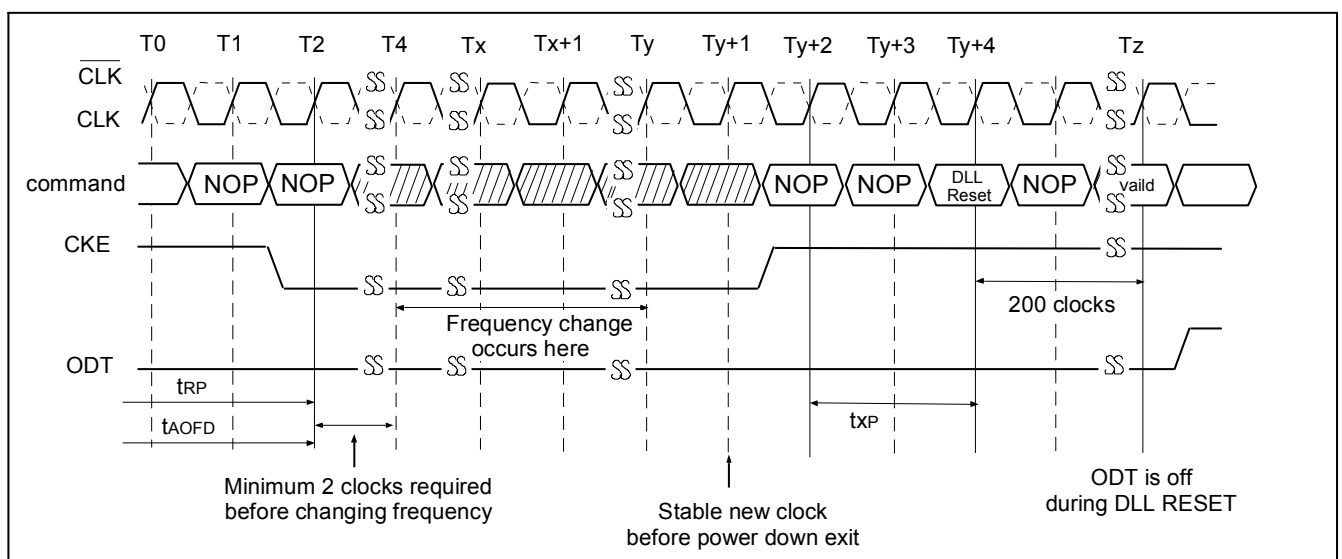 T0 T1 T2 T4 Tx Tx+1 Ty Ty+1 Ty+2 Ty+3 Ty+4 Tz
CLK
CLK
command NOP NOP NOP NOP DLL Reset NOP vaild
CKE
200 clocks
Frequency change
occurs here
ODT
tRP
tAOFD
txP
Minimum 2 clocks required
before changing frequency
Stable new clock
before power down exit
ODT is off
during DLL RESET